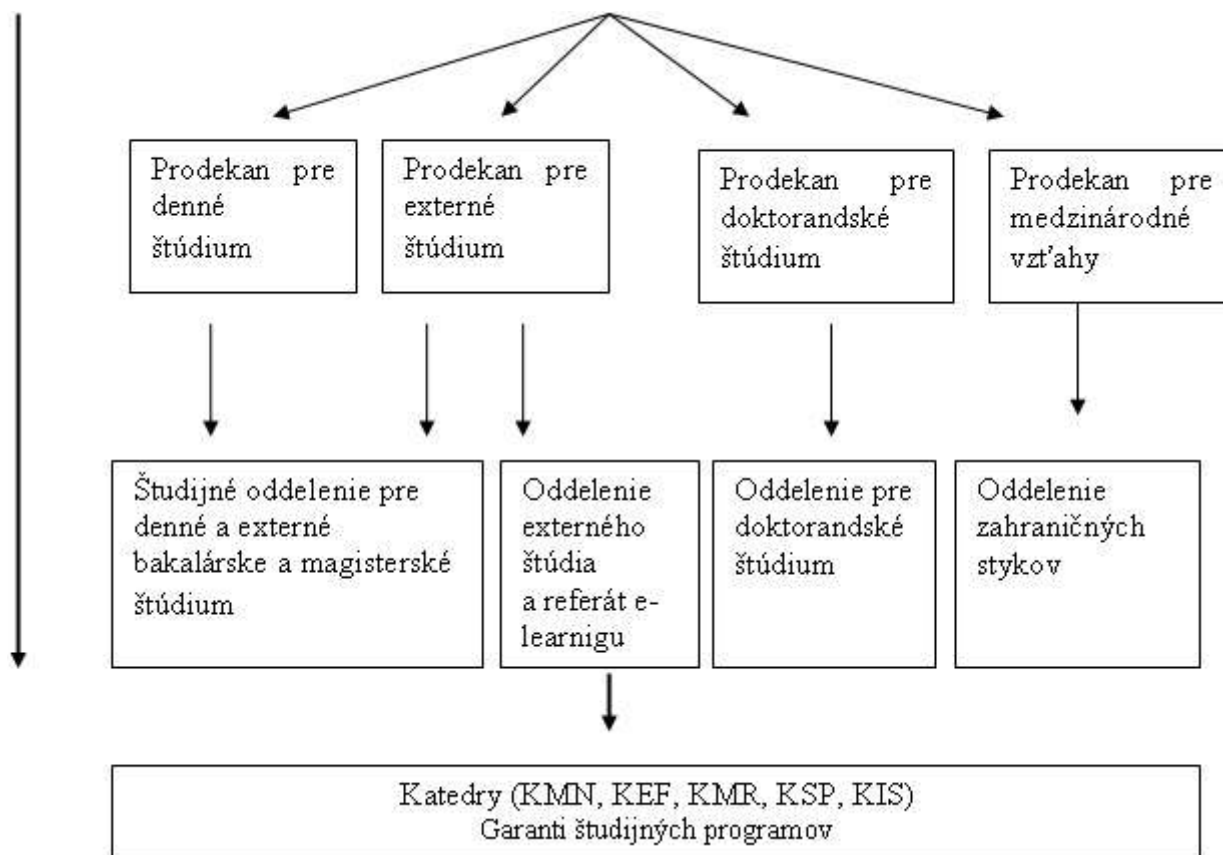 Prodekan pre
denné
štúdium
Prodekan pre
externé
štúdium
Prodekan pre
doktorandské
štúdium
Prodekan pre
medzinárodné
vzťahy
Študijné oddelenie pre
denné a externé
bakalárske a magisterské
štúdium
Oddelenie
externého
štúdia
a referát e-
learnigu
Oddelenie pre
doktorandské
štúdium
Oddelenie
zahraničných
stykov
Katedry (KMN, KEF, KMR, KSP, KIS)
Garanti študijných programov